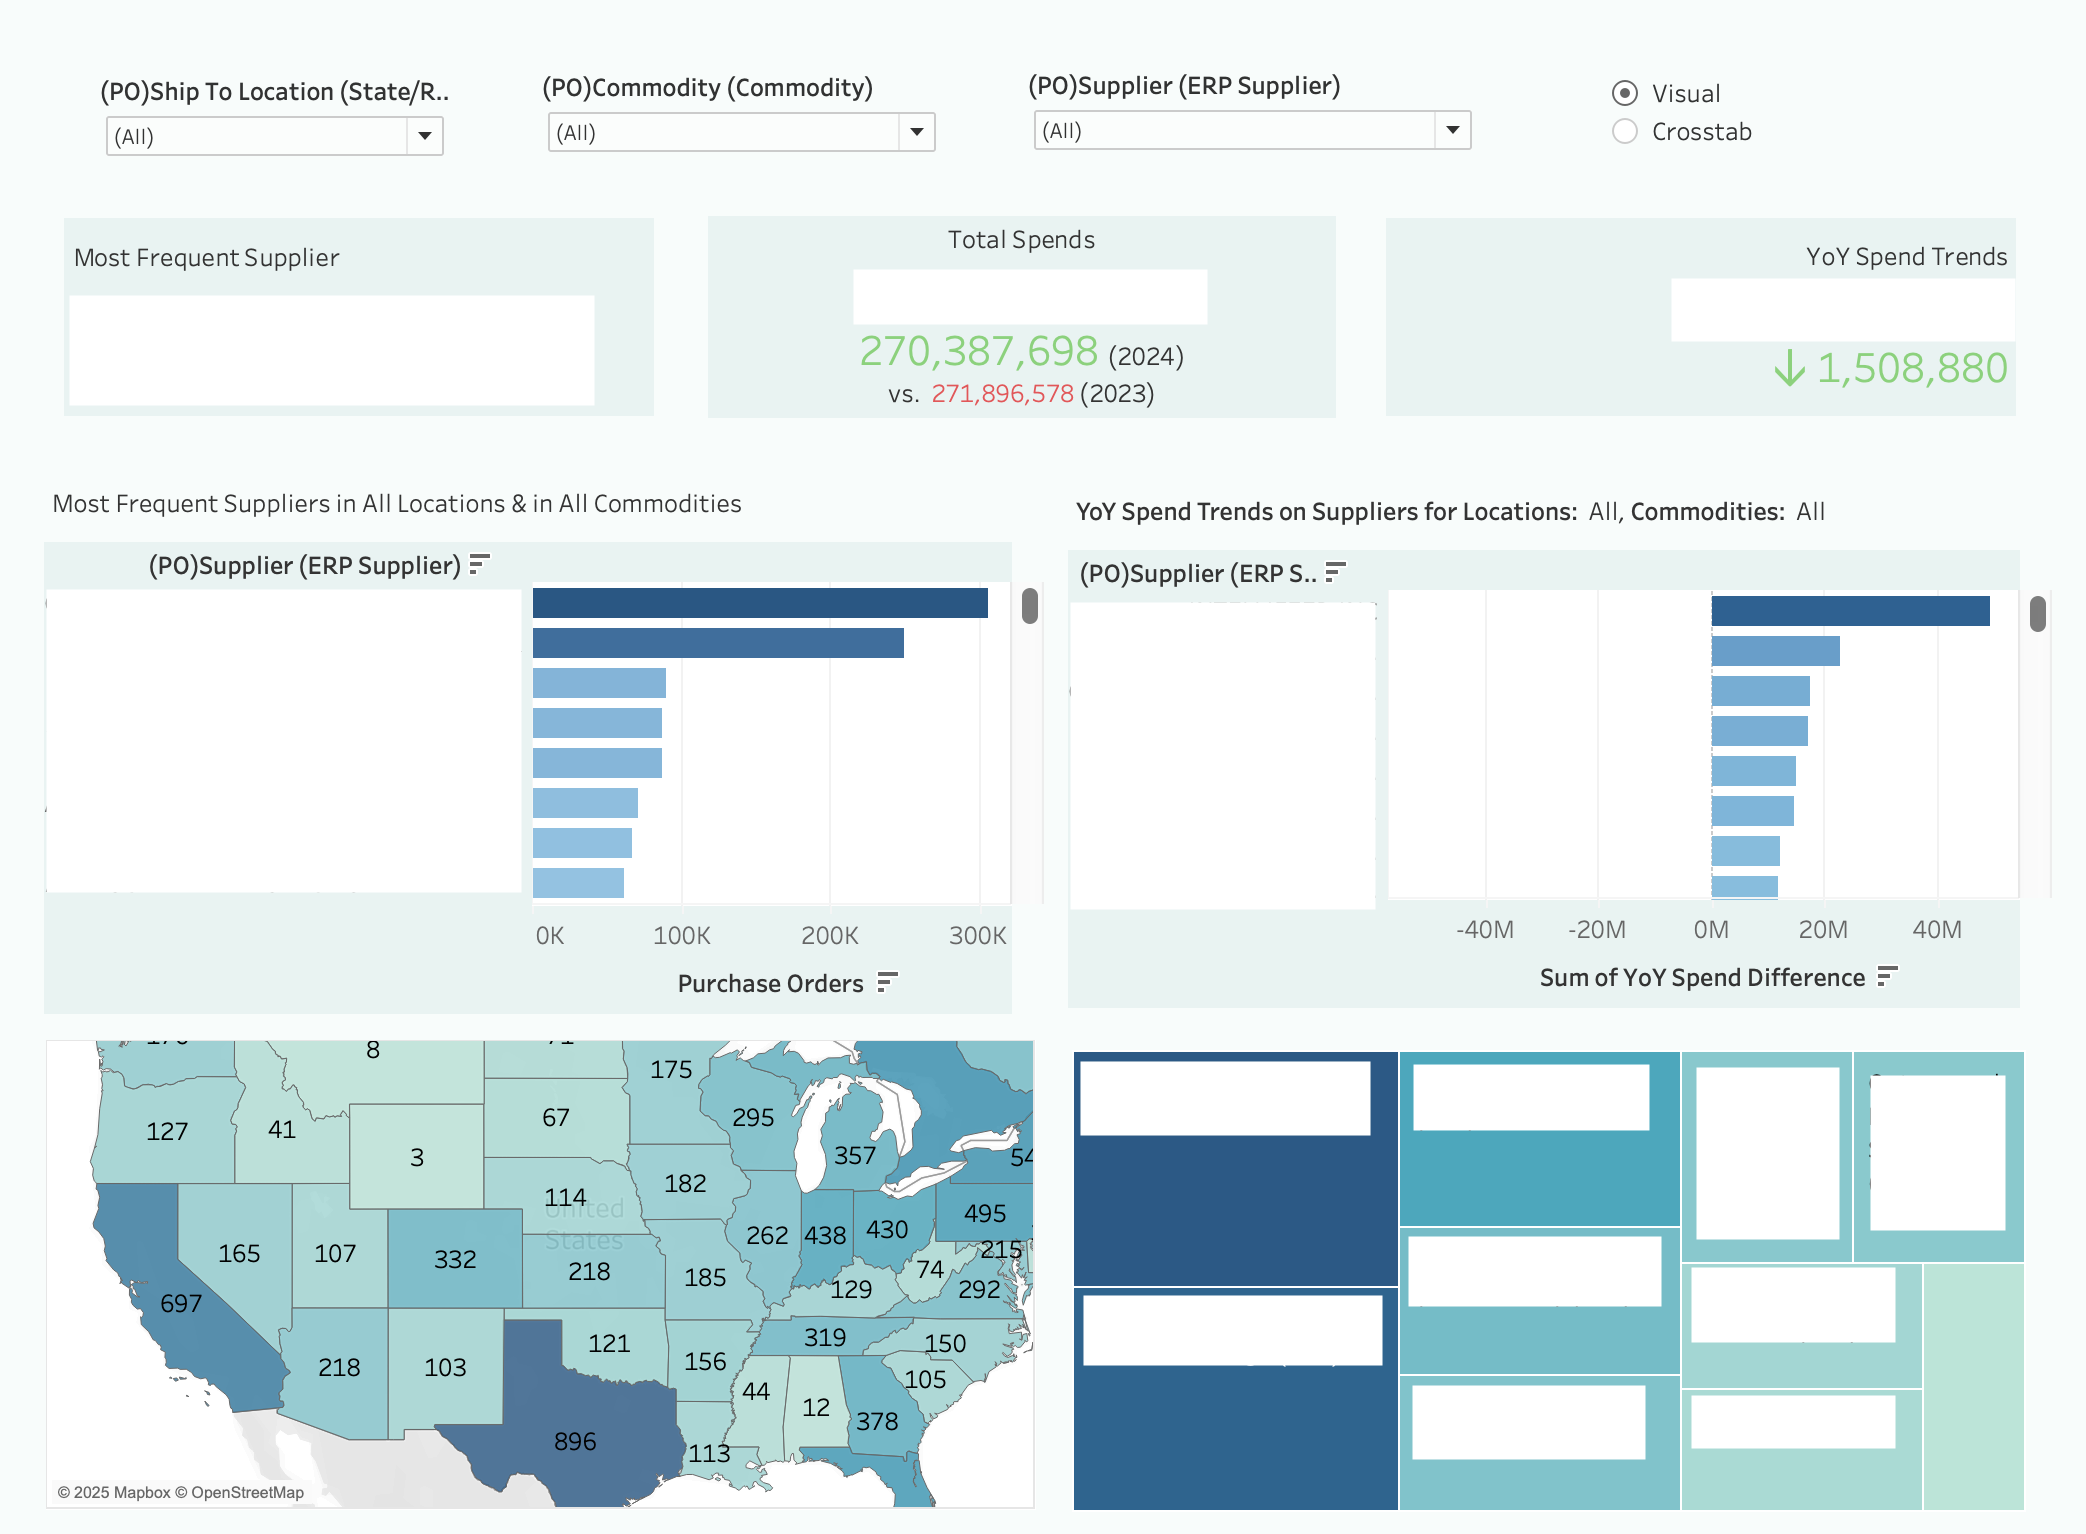 (PO)Ship To Location (State/R..
(All)
(PO)Commodity (Commodity)
(All)
(PO)Supplier (ERP Supplier)
(All)
Visual
Crosstab
Most Frequent Supplier
Total Spends
270,387,698 (2024)
vs. 271,896,578 (2023)
YoY Spend Trends
↓ 1,508,880
Most Frequent Suppliers in All Locations & in All Commodities
(PO)Supplier (ERP Supplier)
0K 100K 200K 300K
Purchase Orders
YoY Spend Trends on Suppliers for Locations: All, Commodities: All
(PO)Supplier (ERP S..
-40M -20M 0M 20M 40M
Sum of YoY Spend Difference
8
175
127
41
67
295
3
357
54
182
114
United
States
495
262
438
430
165
107
332
215
218
185
74
129
292
697
319
150
121
156
218
103
105
44
12
378
896
113
© 2025 Mapbox © OpenStreetMap